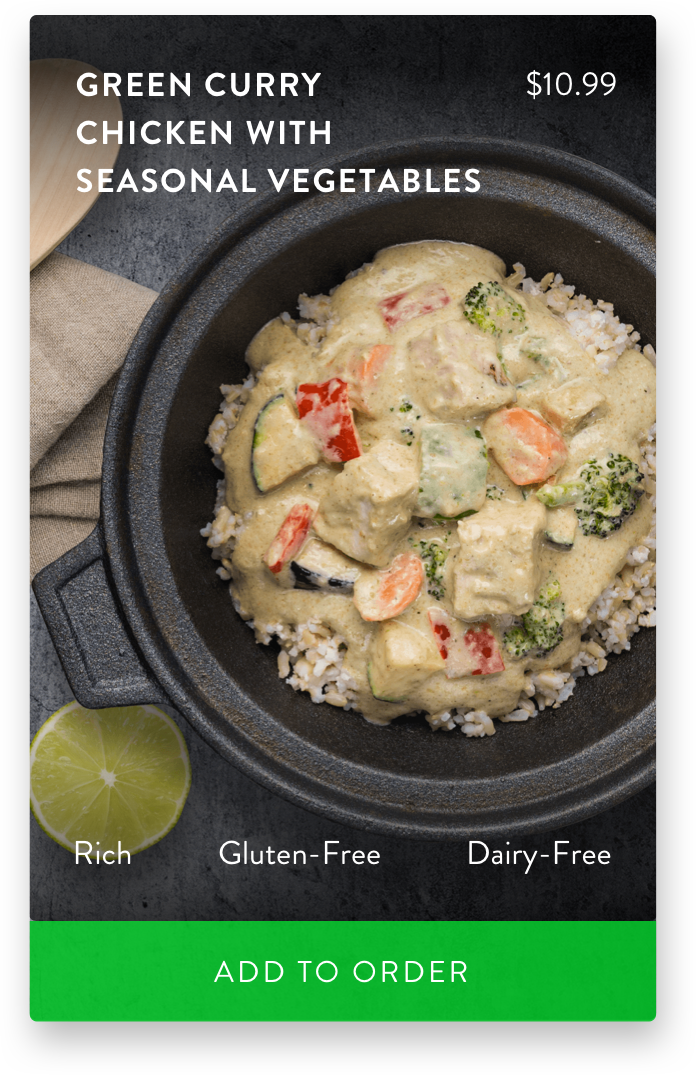 GREEN CURRY
$10.99
CHICKEN WITH
SEASONAL VEGETABLES
Rich
Gluten-Free
Dairy-Free
ADD TO ORDER